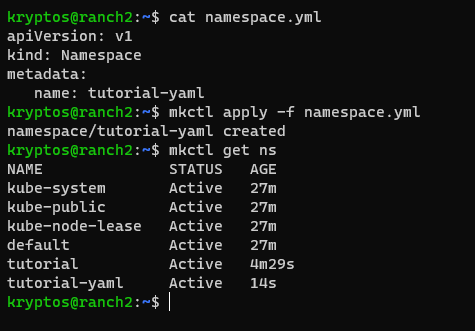 kryptos@ranch2:~$ cat namespace.yml
apiVersion: v1
kind: Namespace
metadata:
   name: tutorial-yaml
kryptos@ranch2:~$ mkctl apply -f namespace.yml
namespace/tutorial-yaml created
kryptos@ranch2:~$ mkctl get ns
NAME              STATUS   AGE
kube-system       Active   27m
kube-public       Active   27m
kube-node-lease   Active   27m
default           Active   27m
tutorial          Active   4m29s
tutorial-yaml     Active   14s
kryptos@ranch2:~$